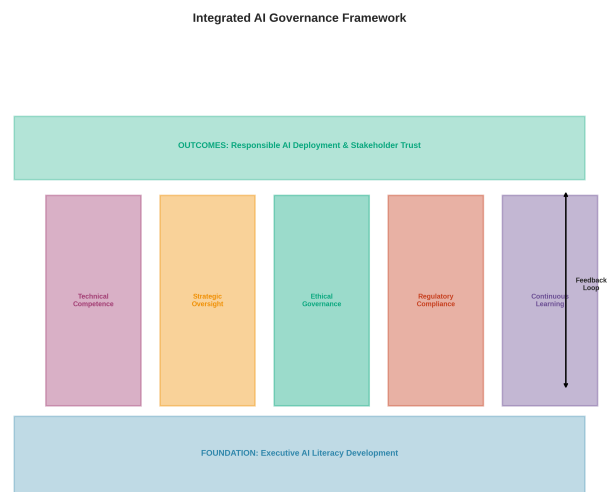 Integrated AI Governance Framework
OUTCOMES: Responsible AI Deployment & Stakeholder Trust
Technical
Competence
Strategic
Oversight
Ethical
Governance
Regulatory
Compliance
Continuous
Learning
Feedback
Loop
FOUNDATION: Executive AI Literacy Development